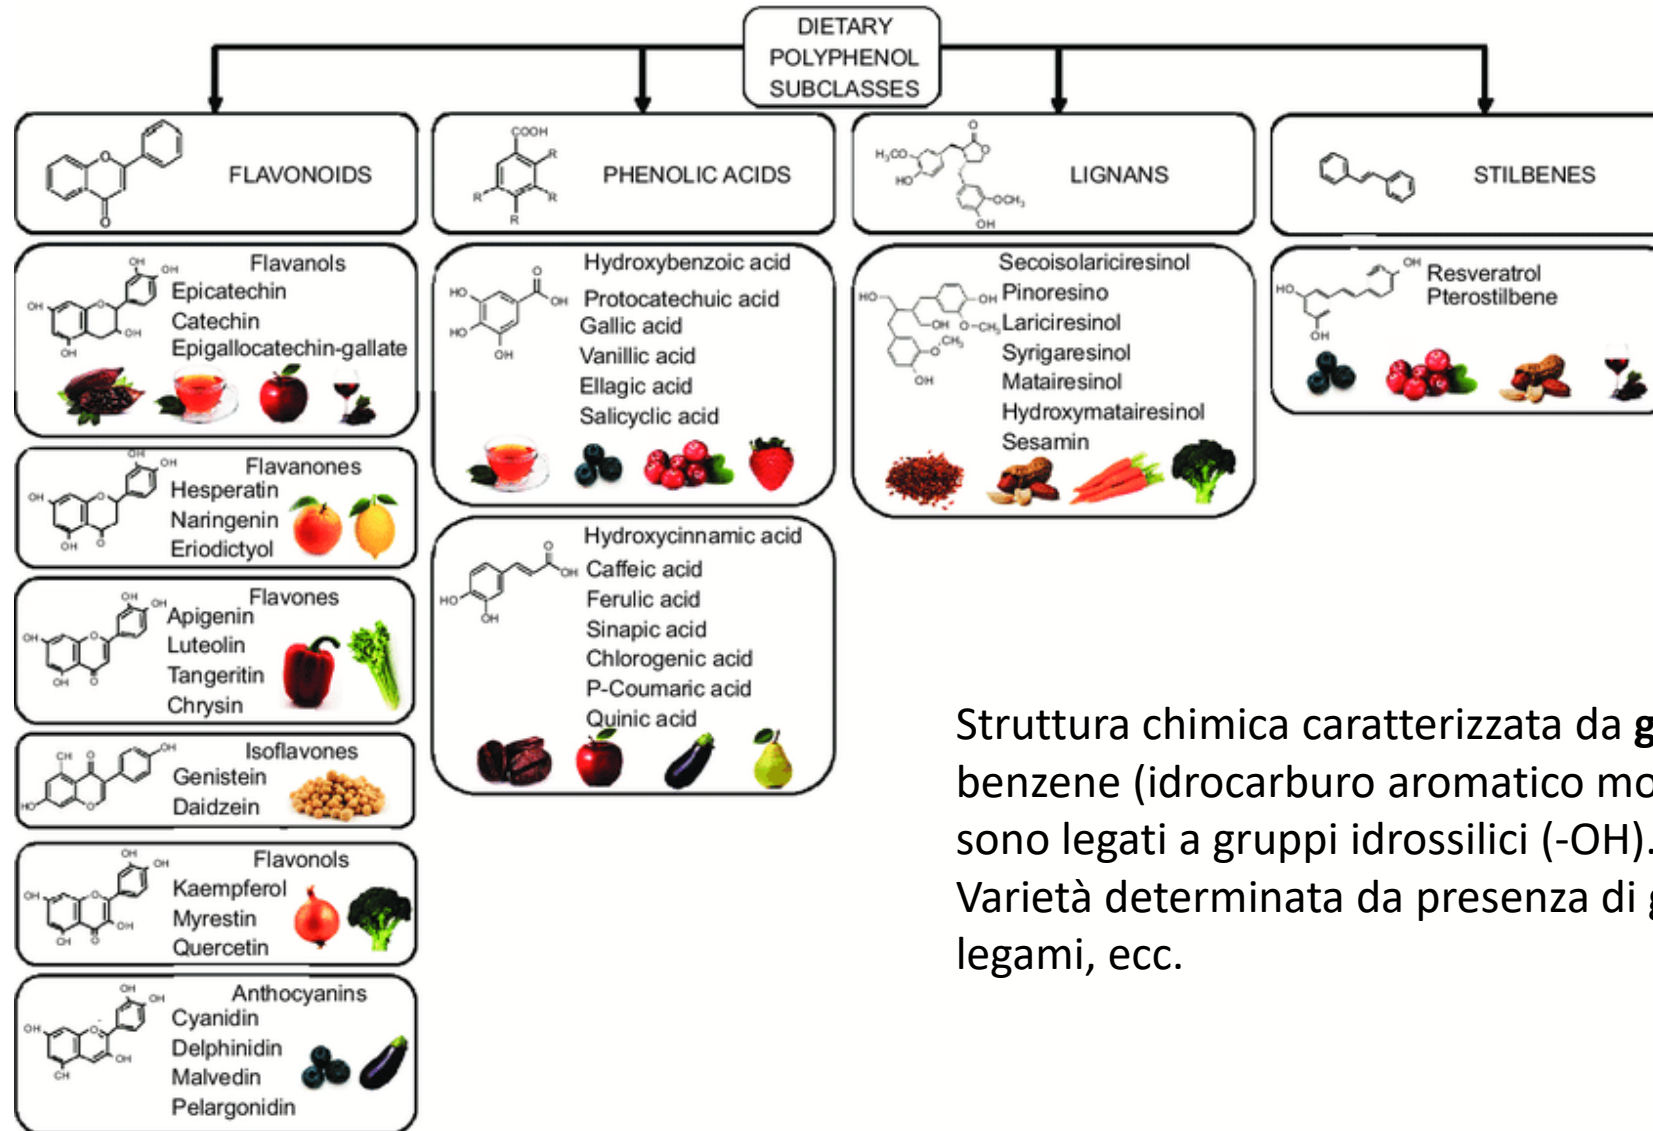 DIETARY
POLYPHENOL
SUBCLASSES
FLAVONOIDS
Flavanols
Epicatechin
Catechin
Epigallocatechin-gallate
Flavanones
Hesperatin
Naringenin
Eriodictyol
Flavones
Apigenin
Luteolin
Tangeritin
Chrysin
Isoflavones
Genistein
Daidzein
Flavonols
Kaempferol
Myrestin
Quercetin
Anthocyanins
Cyanidin
Delphinidin
Malvedin
Pelargonidin
PHENOLIC ACIDS
Hydroxybenzoic acid
Protocatechuic acid
Gallic acid
Vanillic acid
Ellagic acid
Salicyclic acid
Hydroxycinnamic acid
Caffeic acid
Ferulic acid
Sinapic acid
Chlorogenic acid
P-Coumaric acid
Quinic acid
LIGNANS
Secoisolariciresinol
Pinoresino
Lariciresinol
Syrigaresinol
Matairesinol
Hydroxymatairesinol
Sesamin
STILBENES
Resveratrol
Pterostilbene
Struttura chimica caratterizzata da
benzene (idrocarburo aromatico
sono legati a gruppi idrossilici (-OH).
Varietà determinata da presenza di
legami, ecc.